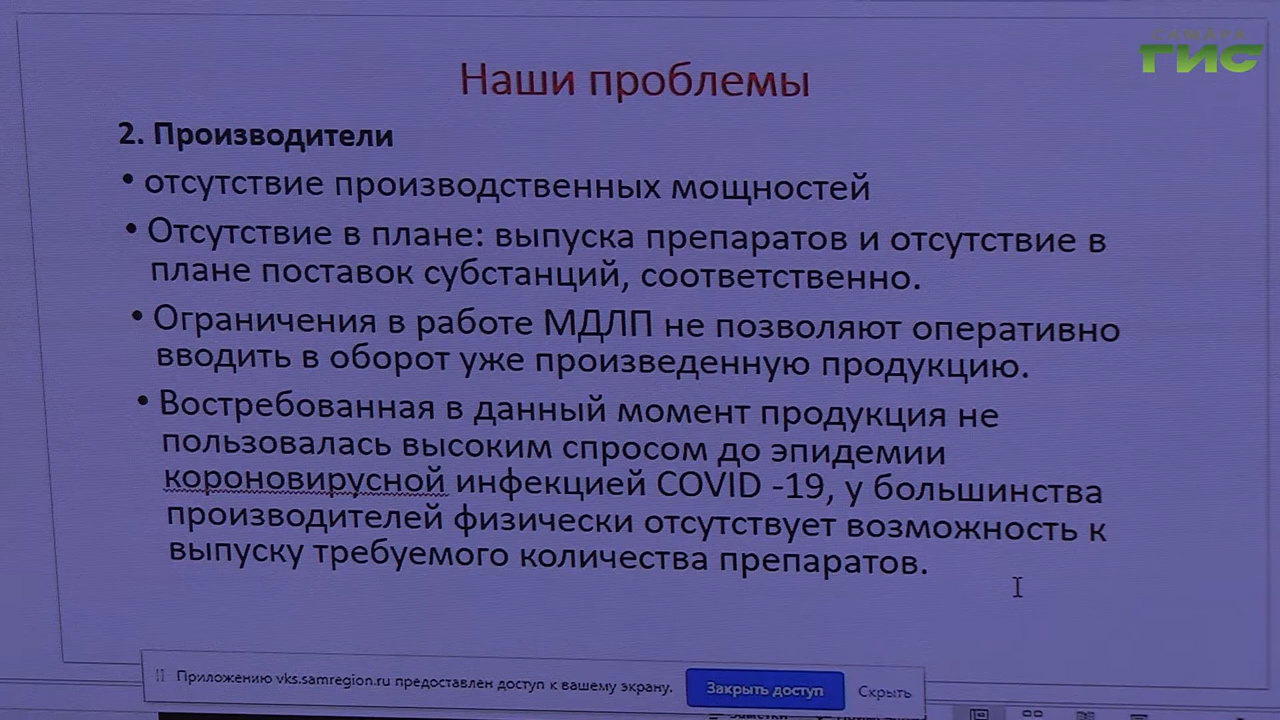 САМАРА
ГИС
Наши проблемы
2. Производители
• отсутствие производственных мощностей
• Отсутствие в плане: выпуска препаратов и отсутствие в
плане поставок субстанций, соответственно.
• Ограничения в работе МДЛП не позволяют оперативно
вводить в оборот уже произведенную продукцию.
• Востребованная в данный момент продукция не
пользовалась высоким спросом до эпидемии
короновирусной инфекцией COVID -19, у большинства
производителей физически отсутствует возможность к
выпуску требуемого количества препаратов.
Приложению vks.samregion.ru предоставлен доступ к вашему экрану.
Закрыть доступ
Скрыть